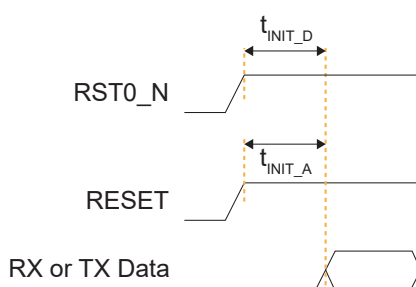 tINIT_D
RST0_N
tINIT_A
RESET
RX or TX Data